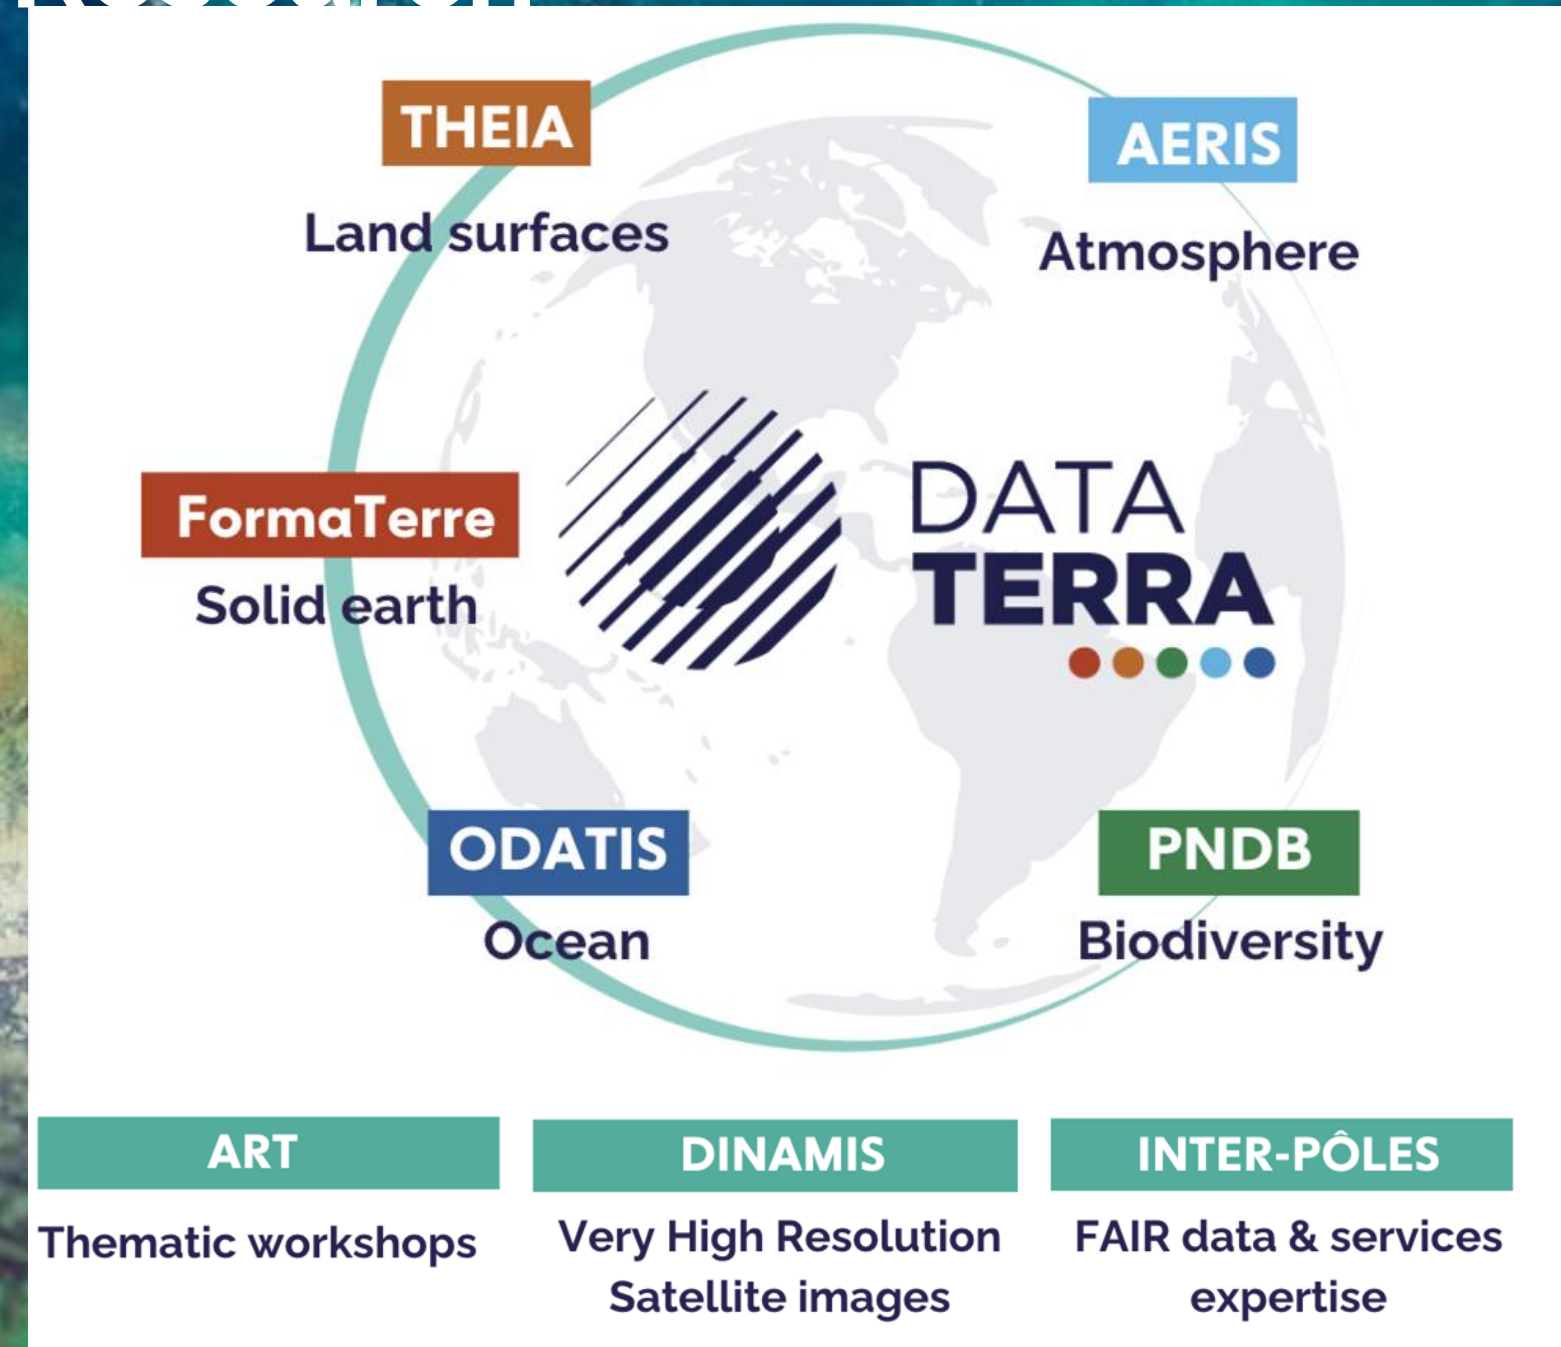 THEIA
Land surfaces
AERIS
Atmosphere
FormaTerre
Solid earth
DATA
TERRA
ODATIS
Ocean
PNDB
Biodiversity
ART
Thematic workshops
DINAMIS
Very High Resolution
Satellite images
INTER-PÔLES
FAIR data & services
expertise